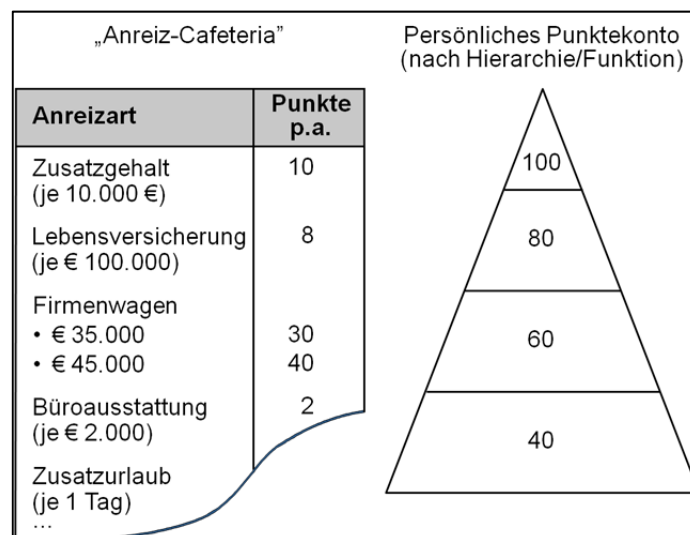 „Anreiz-Cafeteria”
Persönliches Punktekonto
(nach Hierarchie/Funktion)
Anreizart
Punkte
p.a.
Zusatzgehalt 10
(je 10.000 €)
Lebensversicherung 8
(je € 100.000)
Firmenwagen
• € 35.000 30
• € 45.000 40
Büroausstattung 2
(je € 2.000)
Zusatzurlaub
(je 1 Tag)
...
100
80
60
40